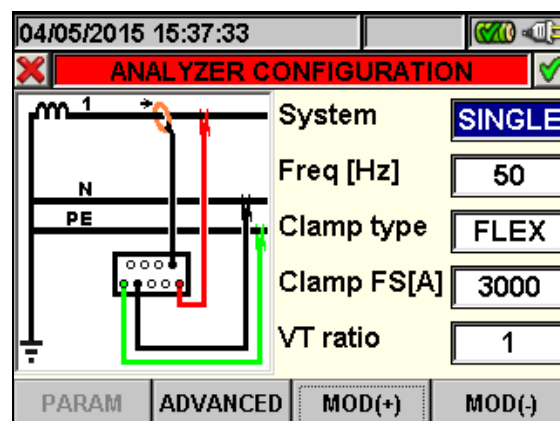 04/05/2015 15:37:33
ANALYZER CONFIGURATION
1
N
PE
System SINGLE
Freq [Hz] 50
Clamp type FLEX
Clamp FS[A] 3000
VT ratio 1
PARAM ADVANCED MOD(+) MOD(-)